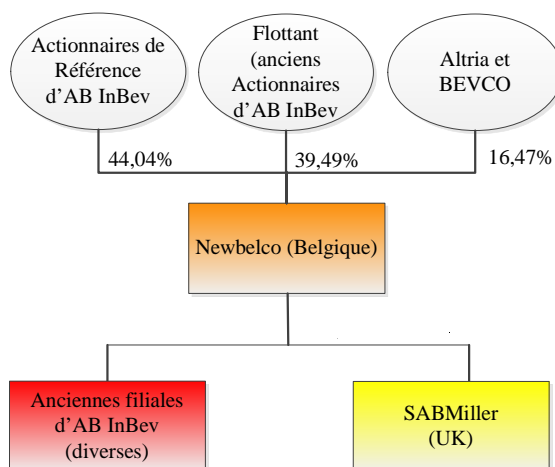 Actionnaires de
Référence
d'AB InBev
Flottant
(anciens
Actionnaires
d'AB InBev
Altria et
BEVCO
44,04%
39,49%
16,47%
Newbelco (Belgique)
Anciennes filiales
d'AB InBev
(diverses)
SABMiller
(UK)